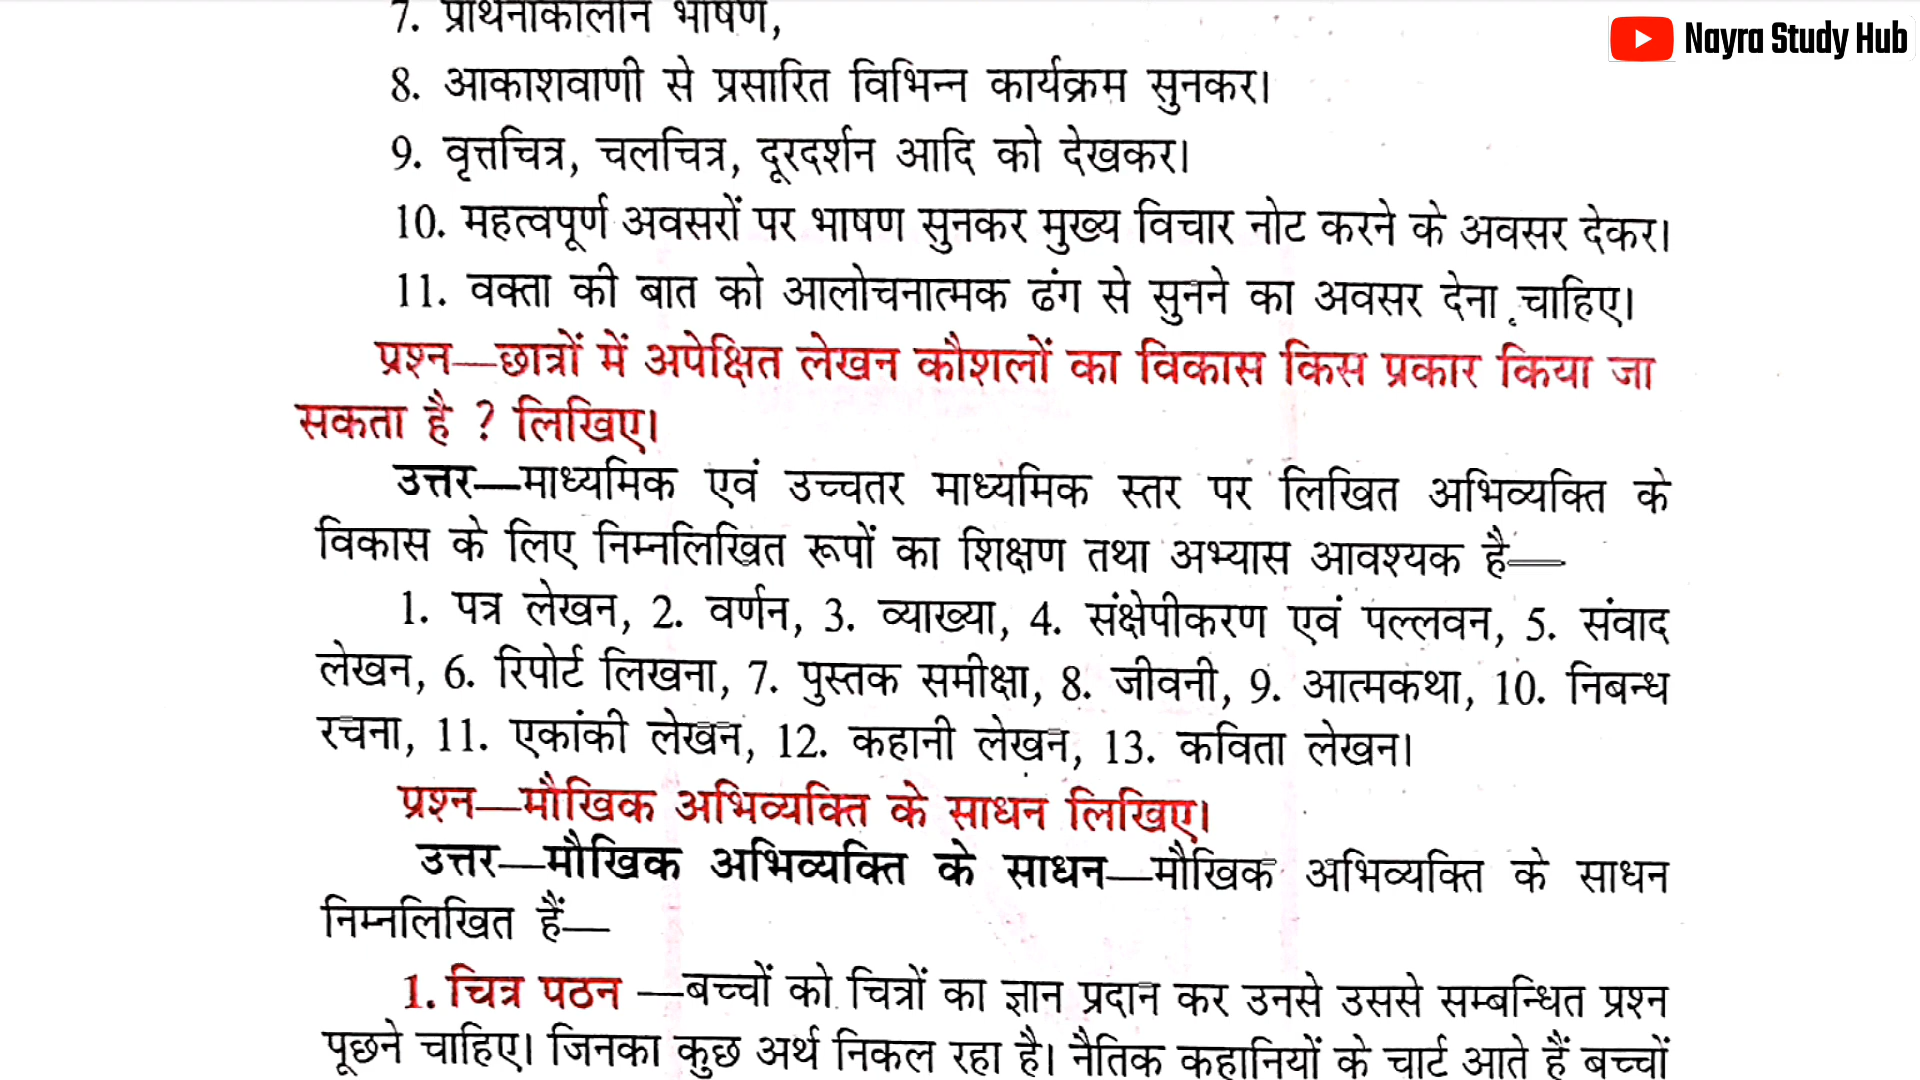 7. प्रार्थनाकालीन भाषण,
Nayra Study Hub
8. आकाशवाणी से प्रसारित विभिन्न कार्यक्रम सुनकर।
9. वृत्तचित्र, चलचित्र, दूरदर्शन आदि को देखकर।
10. महत्वपूर्ण अवसरों पर भाषण सुनकर मुख्य विचार नोट करने के अवसर देकर।
11. वक्ता की बात को आलोचनात्मक ढंग से सुनने का अवसर देना चाहिए।
प्रश्न—छात्रों में अपेक्षित लेखन कौशलों का विकास किस प्रकार किया जा
सकता है ? लिखिए।
उत्तर—माध्यमिक एवं उच्चतर माध्यमिक स्तर पर लिखित अभिव्यक्ति के
विकास के लिए निम्नलिखित रूपों का शिक्षण तथा अभ्यास आवश्यक है—
1. पत्र लेखन, 2. वर्णन, 3. व्याख्या, 4. संक्षेपीकरण एवं पल्लवन, 5. संवाद
लेखन, 6. रिपोर्ट लिखना, 7. पुस्तक समीक्षा, 8. जीवनी, 9. आत्मकथा, 10. निबन्ध
रचना, 11. एकांकी लेखन, 12. कहानी लेखन, 13. कविता लेखन।
प्रश्न—मौखिक अभिव्यक्ति के साधन लिखिए।
उत्तर—मौखिक अभिव्यक्ति के साधन—मौखिक अभिव्यक्ति के साधन
निम्नलिखित हैं—
1. चित्र पठन —बच्चों को चित्रों का ज्ञान प्रदान कर उनसे उससे सम्बन्धित प्रश्न
पूछने चाहिए। जिनका कुछ अर्थ निकल रहा है। नैतिक कहानियों के चार्ट आते हैं बच्चों